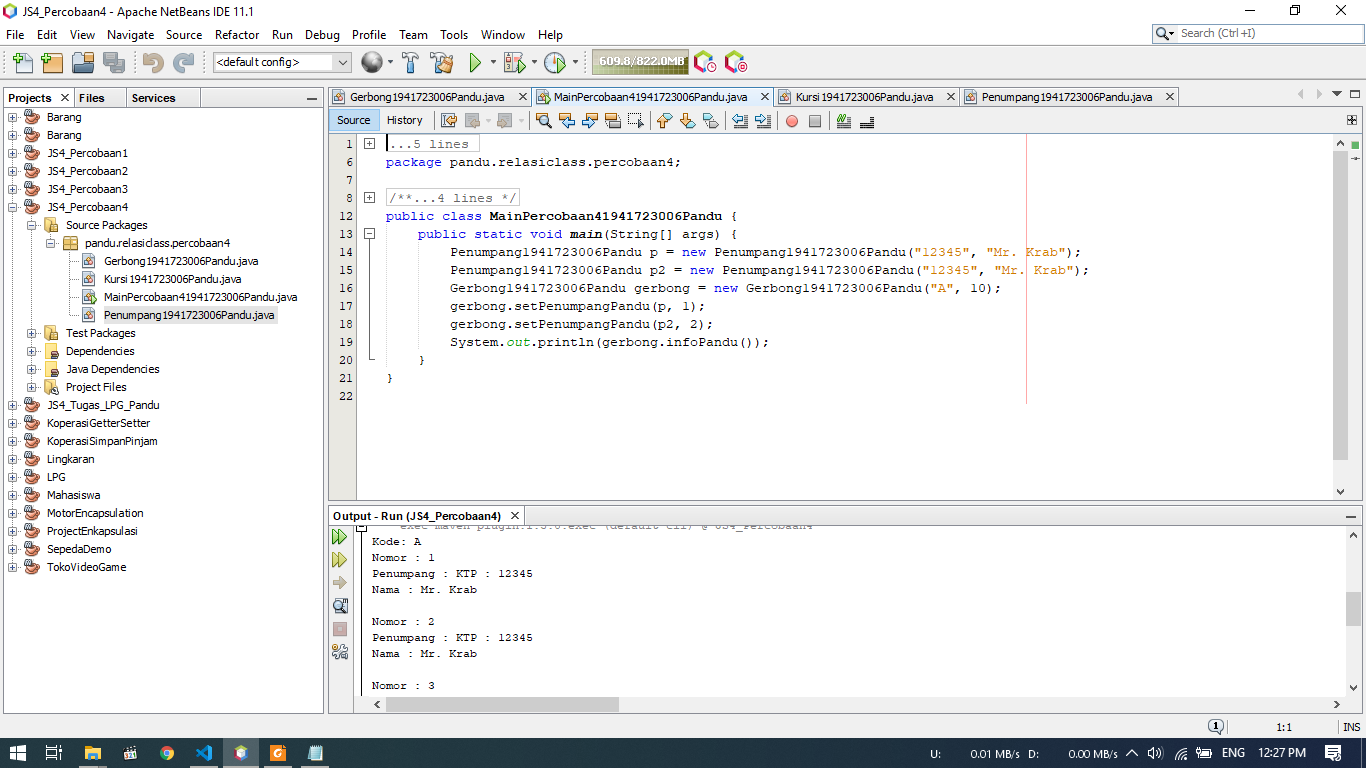 JS4_Percobaan4 - Apache NetBeans IDE 11.1
File Edit View Navigate Source Refactor Run Debug Profile Team Tools Window Help
Search (Ctrl+I)
<default config>
609.8/822.0MB
Projects Files Services
Barang
Barang
JS4_Percobaan1
JS4_Percobaan2
JS4_Percobaan3
JS4_Percobaan4
Source Packages
pandu.relasiclass.percobaan4
Gerbong1941723006Pandu.java
Kursi1941723006Pandu.java
MainPercobaan41941723006Pandu.java
Penumpang1941723006Pandu.java
Test Packages
Dependencies
Java Dependencies
Project Files
JS4_Tugas_LPG_Pandu
KoperasiGetterSetter
KoperasiSimpanPinjam
Lingkaran
LPG
Mahasiswa
MotorEncapsulation
ProjectEnkapsulasi
SepedaDemo
TokoVideoGame
Gerbong1941723006Pandu.java MainPercobaan41941723006Pandu.java Kursi1941723006Pandu.java Penumpang1941723006Pandu.java
Source History
1 ...5 lines
6 package pandu.relasiclass.percobaan4;
7
8 /**...4 lines */
12 public class MainPercobaan41941723006Pandu {
13 public static void main(String[] args) {
14 Penumpang1941723006Pandu p = new Penumpang1941723006Pandu("12345", "Mr. Krab");
15 Penumpang1941723006Pandu p2 = new Penumpang1941723006Pandu("12345", "Mr. Krab");
16 Gerbong1941723006Pandu gerbong = new Gerbong1941723006Pandu("A", 10);
17 gerbong.setPenumpangPandu(p, 1);
18 gerbong.setPenumpangPandu(p2, 2);
19 System.out.println(gerbong.infoPandu());
20 }
21 }
22
Output - Run (JS4_Percobaan4)
Kode: A
Nomor : 1
Penumpang : KTP : 12345
Nama : Mr. Krab
Nomor : 2
Penumpang : KTP : 12345
Nama : Mr. Krab
Nomor : 3
1 1:1 INS
U: 0.01 MB/s D: 0.00 MB/s ENG 12:27 PM